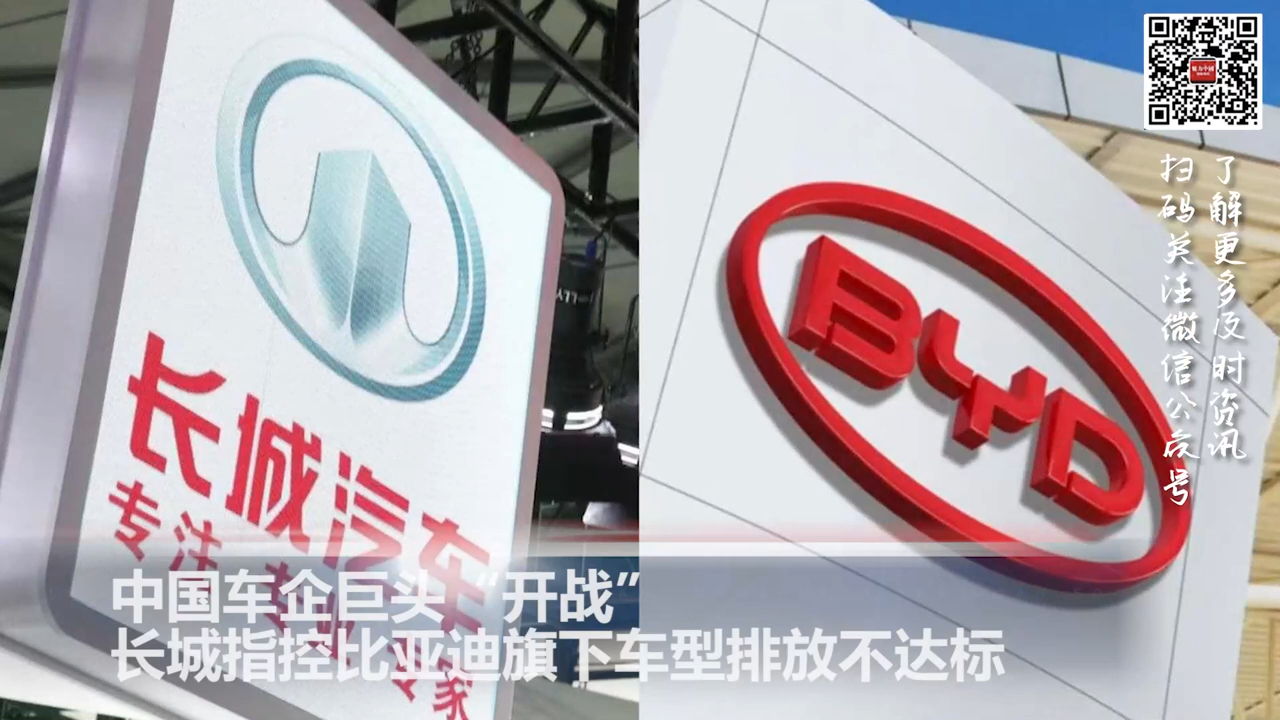 长城汽车
专注 专家
BYD
了解更多及时资讯
扫码关注微信公众号
中国车企巨头“开战”
长城指控比亚迪旗下车型排放不达标